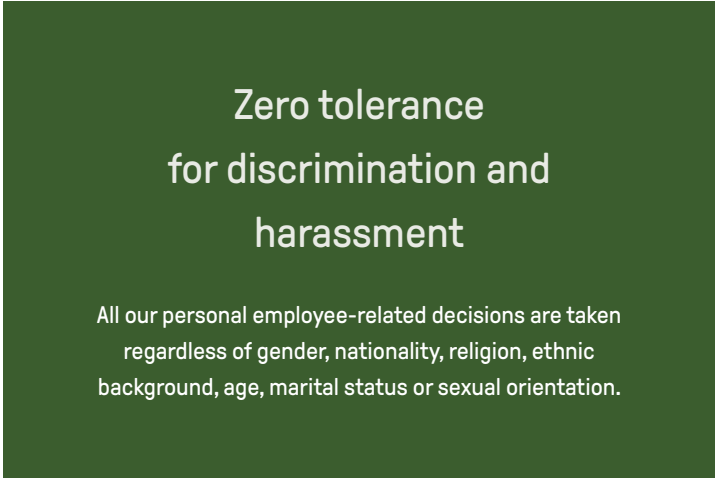 Zero tolerance
for discrimination and
harassment
All our personal employee-related decisions are taken
regardless of gender, nationality, religion, ethnic
background, age, marital status or sexual orientation.